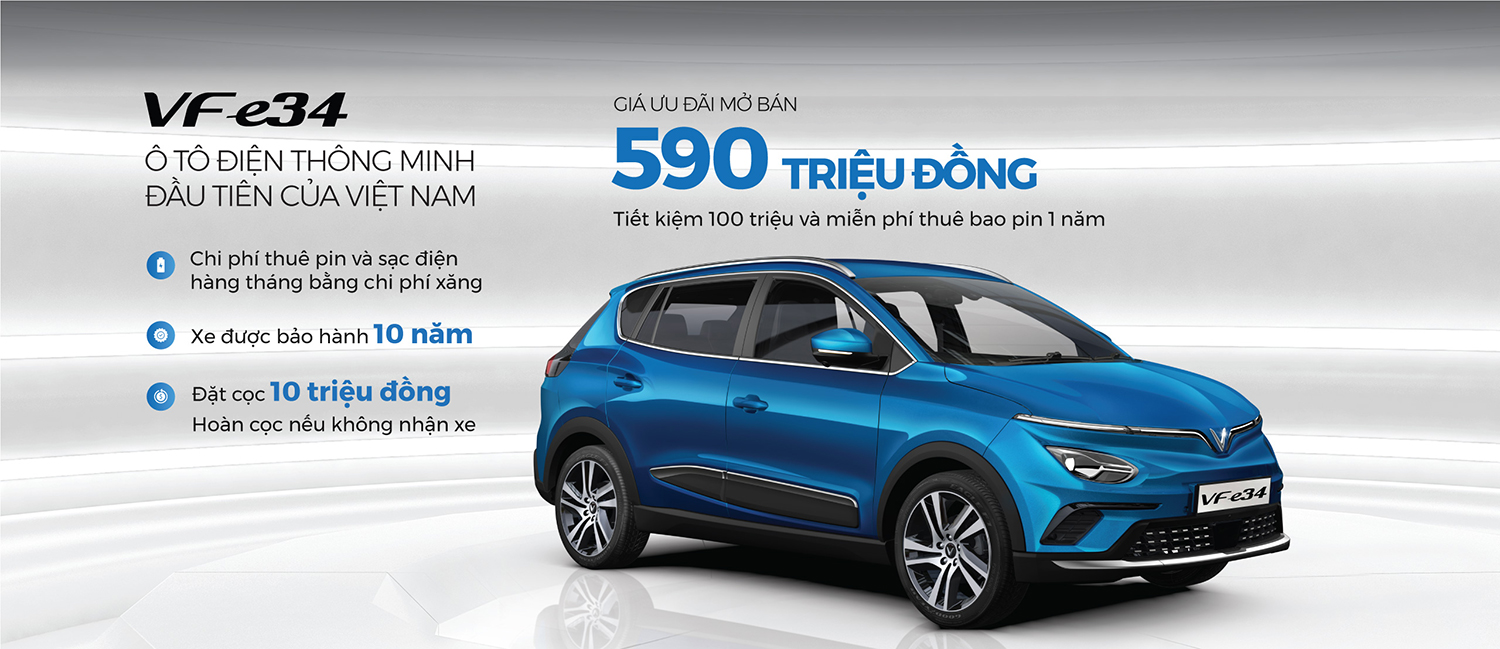 VF-e34
Ô TÔ ĐIỆN THÔNG MINH
ĐẦU TIÊN CỦA VIỆT NAM
Chi phí thuê pin và sạc điện
hàng tháng bằng chi phí xăng
Xe được bảo hành 10 năm
Đặt cọc 10 triệu đồng
Hoàn cọc nếu không nhận xe
GIÁ ƯU ĐÃI MỞ BÁN
590 TRIỆU ĐỒNG
Tiết kiệm 100 triệu và miễn phí thuê bao pin 1 năm
VF-e34